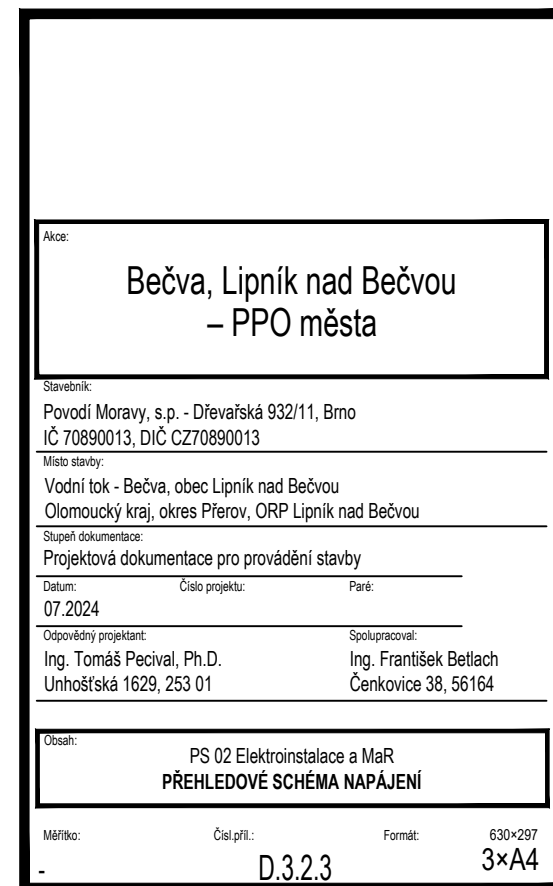 Akce:
Bečva, Lipník nad Bečvou
– PPO města
Stavebník:
Povodí Moravy, s.p. - Dřevařská 932/11, Brno
IČ 70890013, DIČ CZ70890013
Místo stavby:
Vodní tok - Bečva, obec Lipník nad Bečvou
Olomoucký kraj, okres Přerov, ORP Lipník nad Bečvou
Stupeň dokumentace:
Projektová dokumentace pro provádění stavby
Datum: Číslo projektu: Paré:
07.2024
Odpovědný projektant: Spolupracoval:
Ing. Tomáš Pecival, Ph.D. Ing. František Betlach
Unhošťská 1629, 253 01 Čenkovice 38, 56164
Obsah:
PS 02 Elektroinstalace a MaR
PŘEHLEDOVÉ SCHÉMA NAPÁJENÍ
Měřítko: Čísl.příl.: Formát: 630×297
- D.3.2.3 3×A4